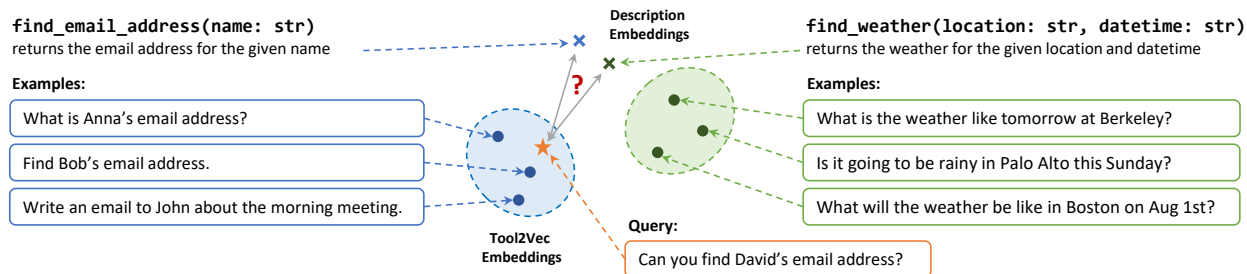 find_email_address(name: str)
returns the email address for the given name
Examples:
What is Anna's email address?
Find Bob's email address.
Write an email to John about the morning meeting.
Description
Embeddings
?
Tool2Vec
Embeddings
Query:
Can you find David's email address?
find_weather(location: str, datetime: str)
returns the weather for the given location and datetime
Examples:
What is the weather like tomorrow at Berkeley?
Is it going to be rainy in Palo Alto this Sunday?
What will the weather be like in Boston on Aug 1st?